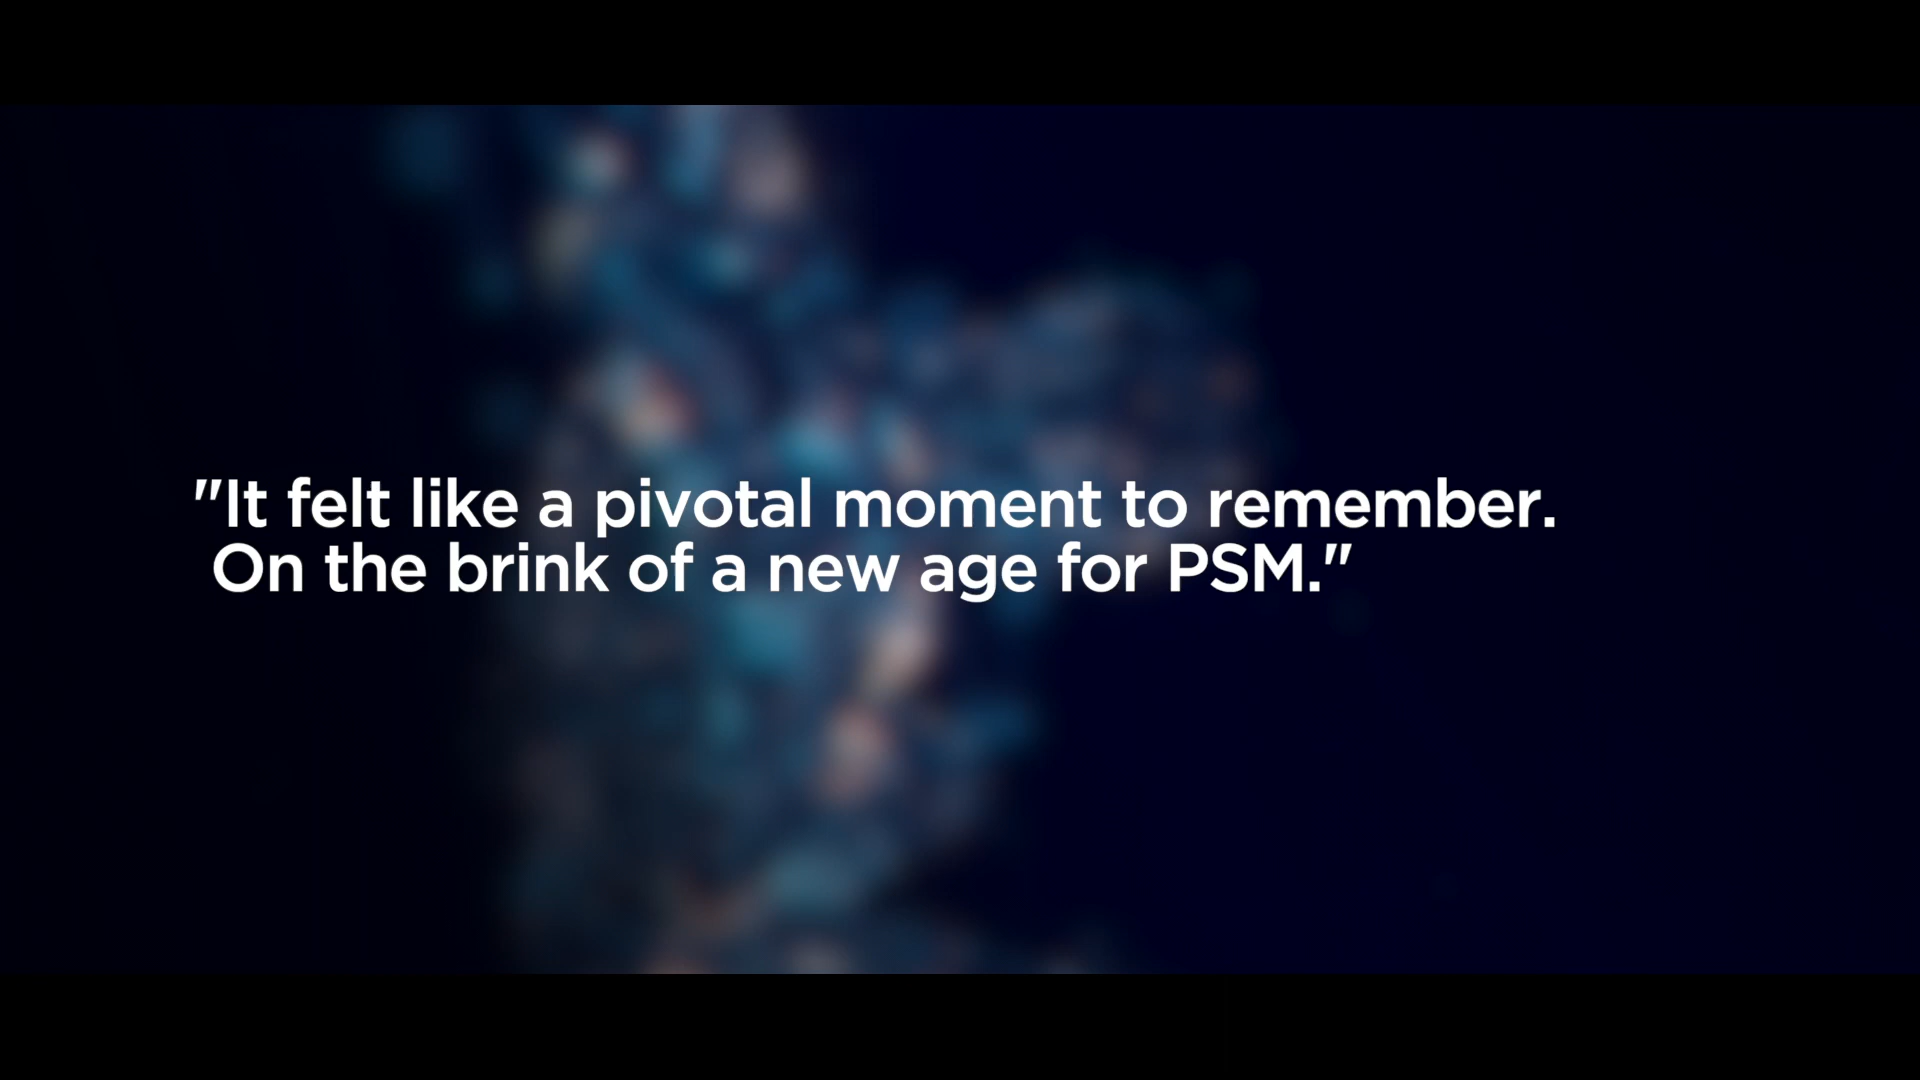 "It felt like a pivotal moment to remember.
On the brink of a new age for PSM."